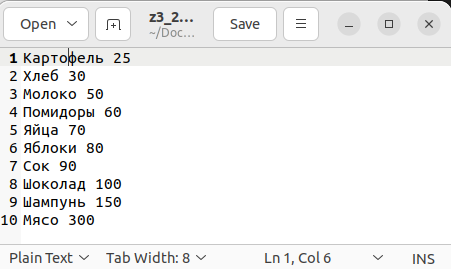 Open
z3_2...
~/Doc...
Save
1 Картофель 25
2 Хлеб 30
3 Молоко 50
4 Помидоры 60
5 Яйца 70
6 Яблоки 80
7 Сок 90
8 Шоколад 100
9 Шампунь 150
10 Мясо 300
Plain Text Tab Width: 8 Ln 1, Col 6 INS